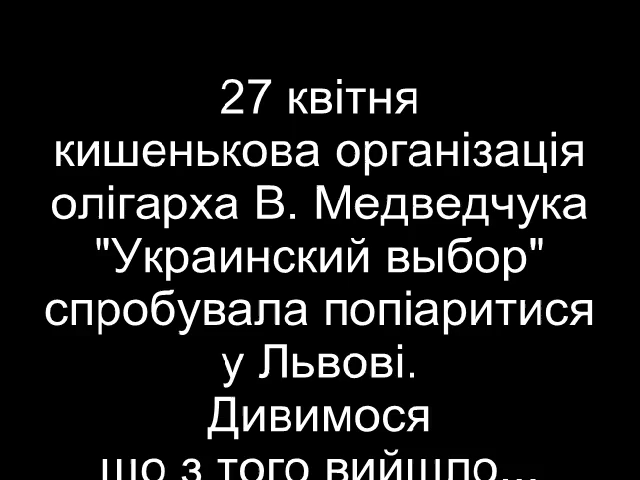 27 квітня
кишенькова організація
олігарха В. Медведчука
"Украинский выбор"
спробувала попіаритися
у Львові.
Дивимося
що з того вийшло...